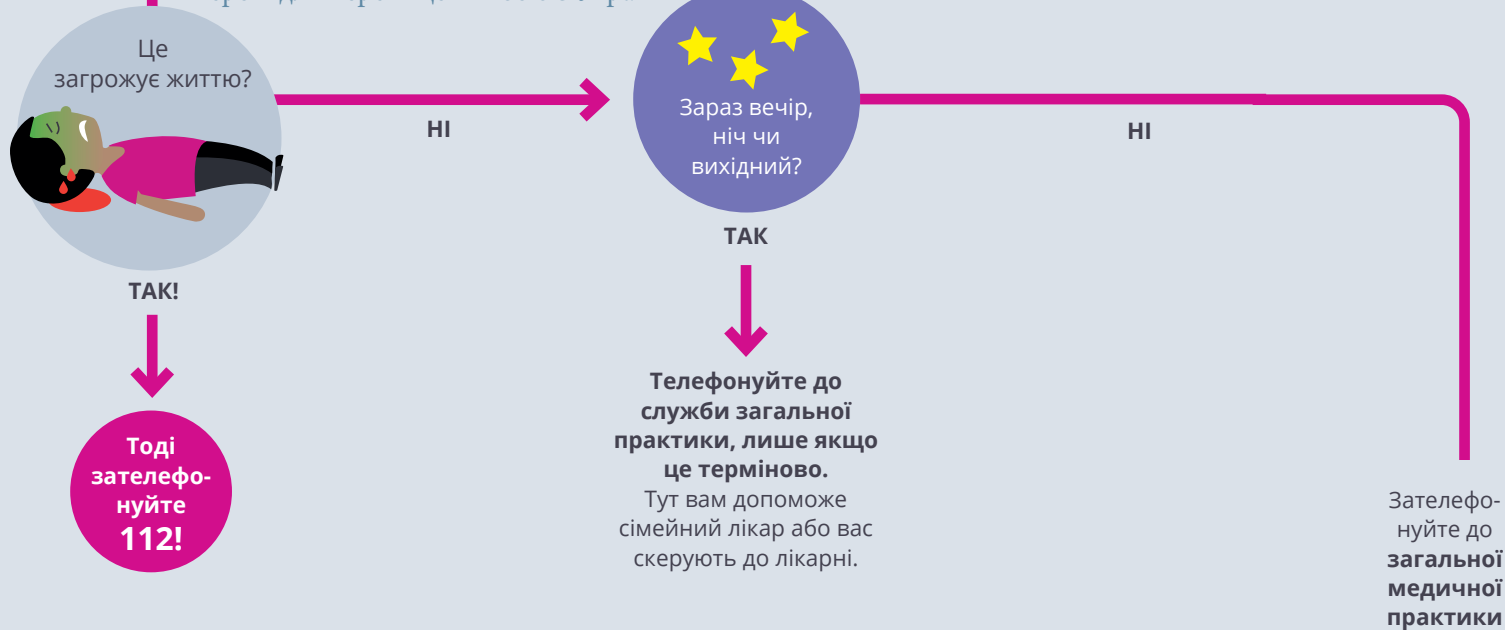 Це
загрожує життю?
НІ
Зараз вечір,
ніч чи
вихідний?
НІ
ТАК!
ТАК
Тоді
зателефо-
нуйте
112!
Телефонуйте до
служби загальної
практики, лише якщо
це терміново.
Тут вам допоможе
сімейний лікар або вас
скерують до лікарні.
Зателефо-
нуйте до
загальної
медичної
практики